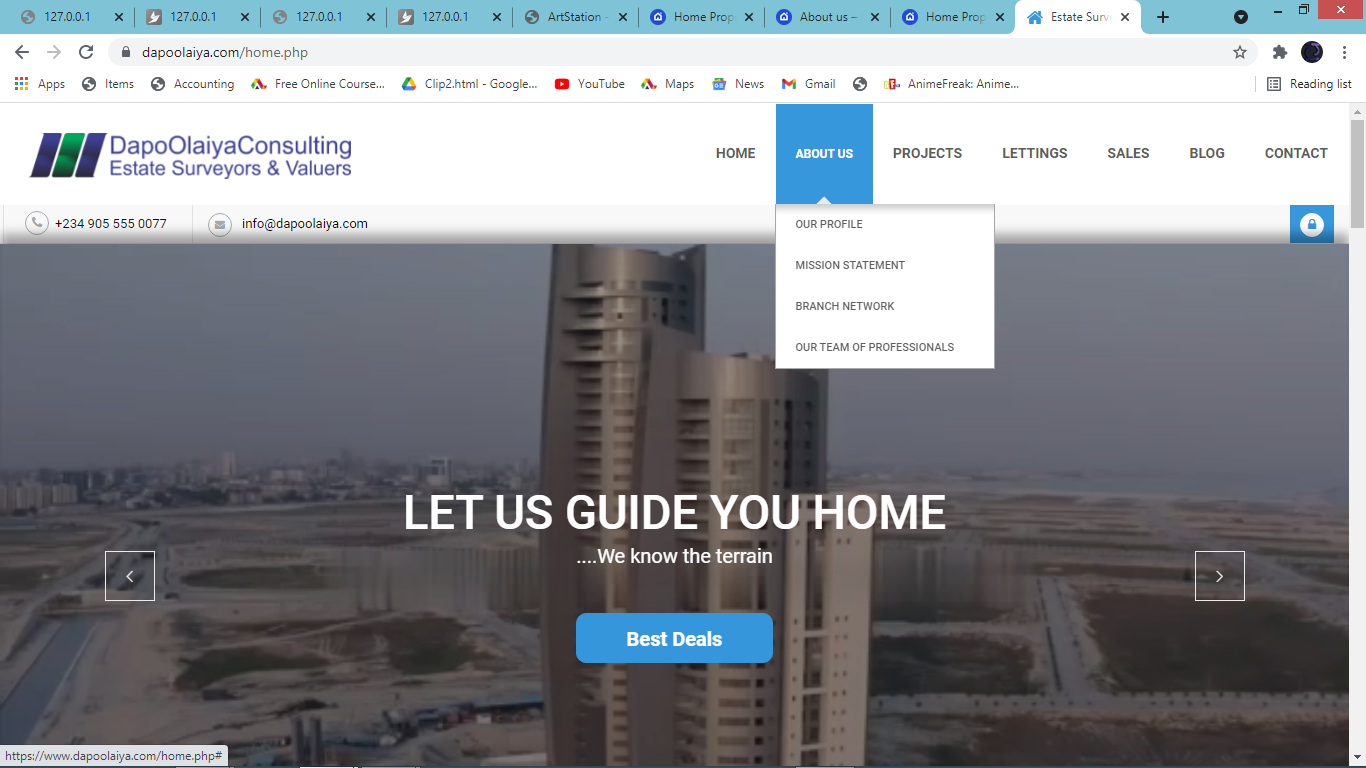 127.0.0.1
127.0.0.1
127.0.0.1
127.0.0.1
ArtStation -
Home Prop
About us –
Home Prop
Estate Surv
dapoolaiya.com/home.php
Apps
Items
Accounting
Free Online Course...
Clip2.html - Google...
YouTube
Maps
News
Gmail
AnimeFreak: Anime...
Reading list
DapoOlaiyaConsulting
Estate Surveyors & Valuers
HOME
ABOUT US
PROJECTS
LETTINGS
SALES
BLOG
CONTACT
+234 905 555 0077
info@dapoolaiya.com
OUR PROFILE
MISSION STATEMENT
BRANCH NETWORK
OUR TEAM OF PROFESSIONALS
LET US GUIDE YOU HOME
....We know the terrain
Best Deals
https://www.dapoolaiya.com/home.php#